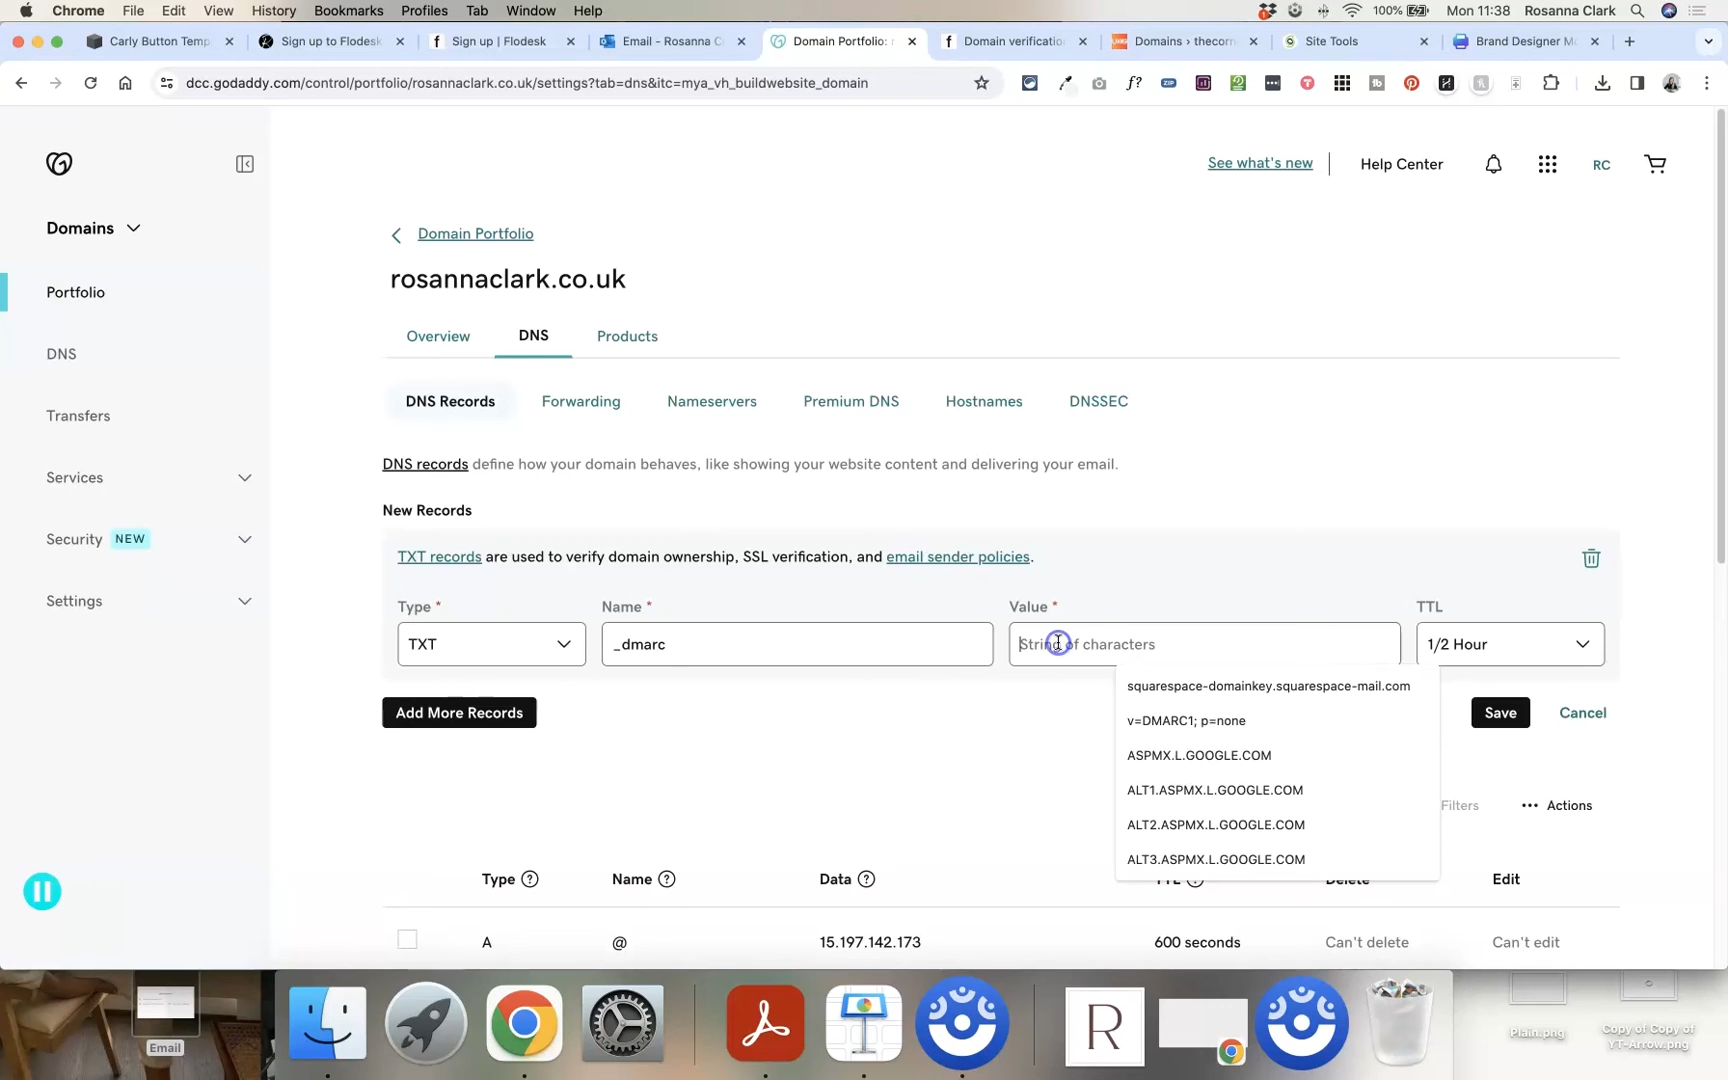 Chrome File Edit View History Bookmarks Profiles Tab Window Help 100% Mon 11:38 Rosanna Clark
Carly Button Temp Sign up to Flodesk Sign up | Flodesk Email - Rosanna C Domain Portfolio: r Domain verificatio Domains › thecorne Site Tools Brand Designer Mo
dcc.godaddy.com/control/portfolio/rosannaclark.co.uk/settings?tab=dns&itc=mya_vh_buildwebsite_domain
See what's new Help Center RC
Domains
Portfolio
DNS
Transfers
Services
Security NEW
Settings
Domain Portfolio
rosannaclark.co.uk
Overview DNS Products
DNS Records Forwarding Nameservers Premium DNS Hostnames DNSSEC
DNS records define how your domain behaves, like showing your website content and delivering your email.
New Records
TXT records are used to verify domain ownership, SSL verification, and email sender policies.
Type * Name * Value * TTL
TXT _dmarc String of characters 1/2 Hour
squarespace-domainkey.squarespace-mail.com
v=DMARC1; p=none
ASPMX.L.GOOGLE.COM
ALT1.ASPMX.L.GOOGLE.COM
ALT2.ASPMX.L.GOOGLE.COM
ALT3.ASPMX.L.GOOGLE.COM
Add More Records Save Cancel
Filters ••• Actions
Type Name Data TTL Delete Edit
A @ 15.197.142.173 600 seconds Can't delete Can't edit
Email
R
Plain.png
Copy of Copy of
YT-Arrow.png